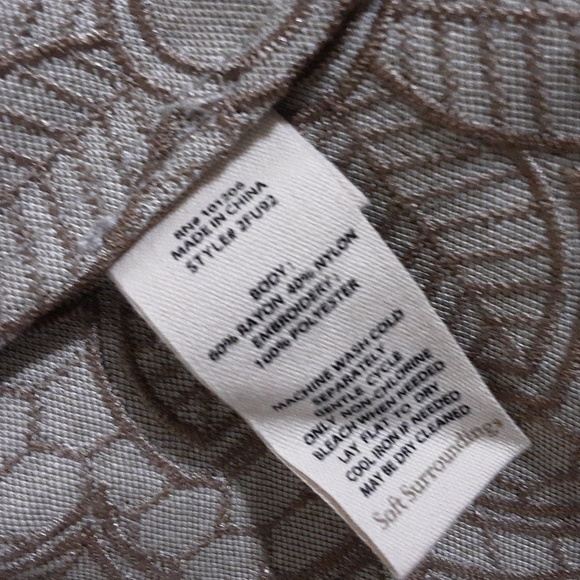 RN# 101206
MADE IN CHINA
STYLE# 2FU92
BODY:
60% RAYON 40% NYLON
EMBROIDERY:
100% POLYESTER
MACHINE WASH COLD
SEPARATELY
GENTLE CYCLE
ONLY NON-CHLORINE
BLEACH WHEN NEEDED
LAY FLAT TO DRY
COOL IRON IF NEEDED
MAY BE DRY CLEANED
Soft Surroundings